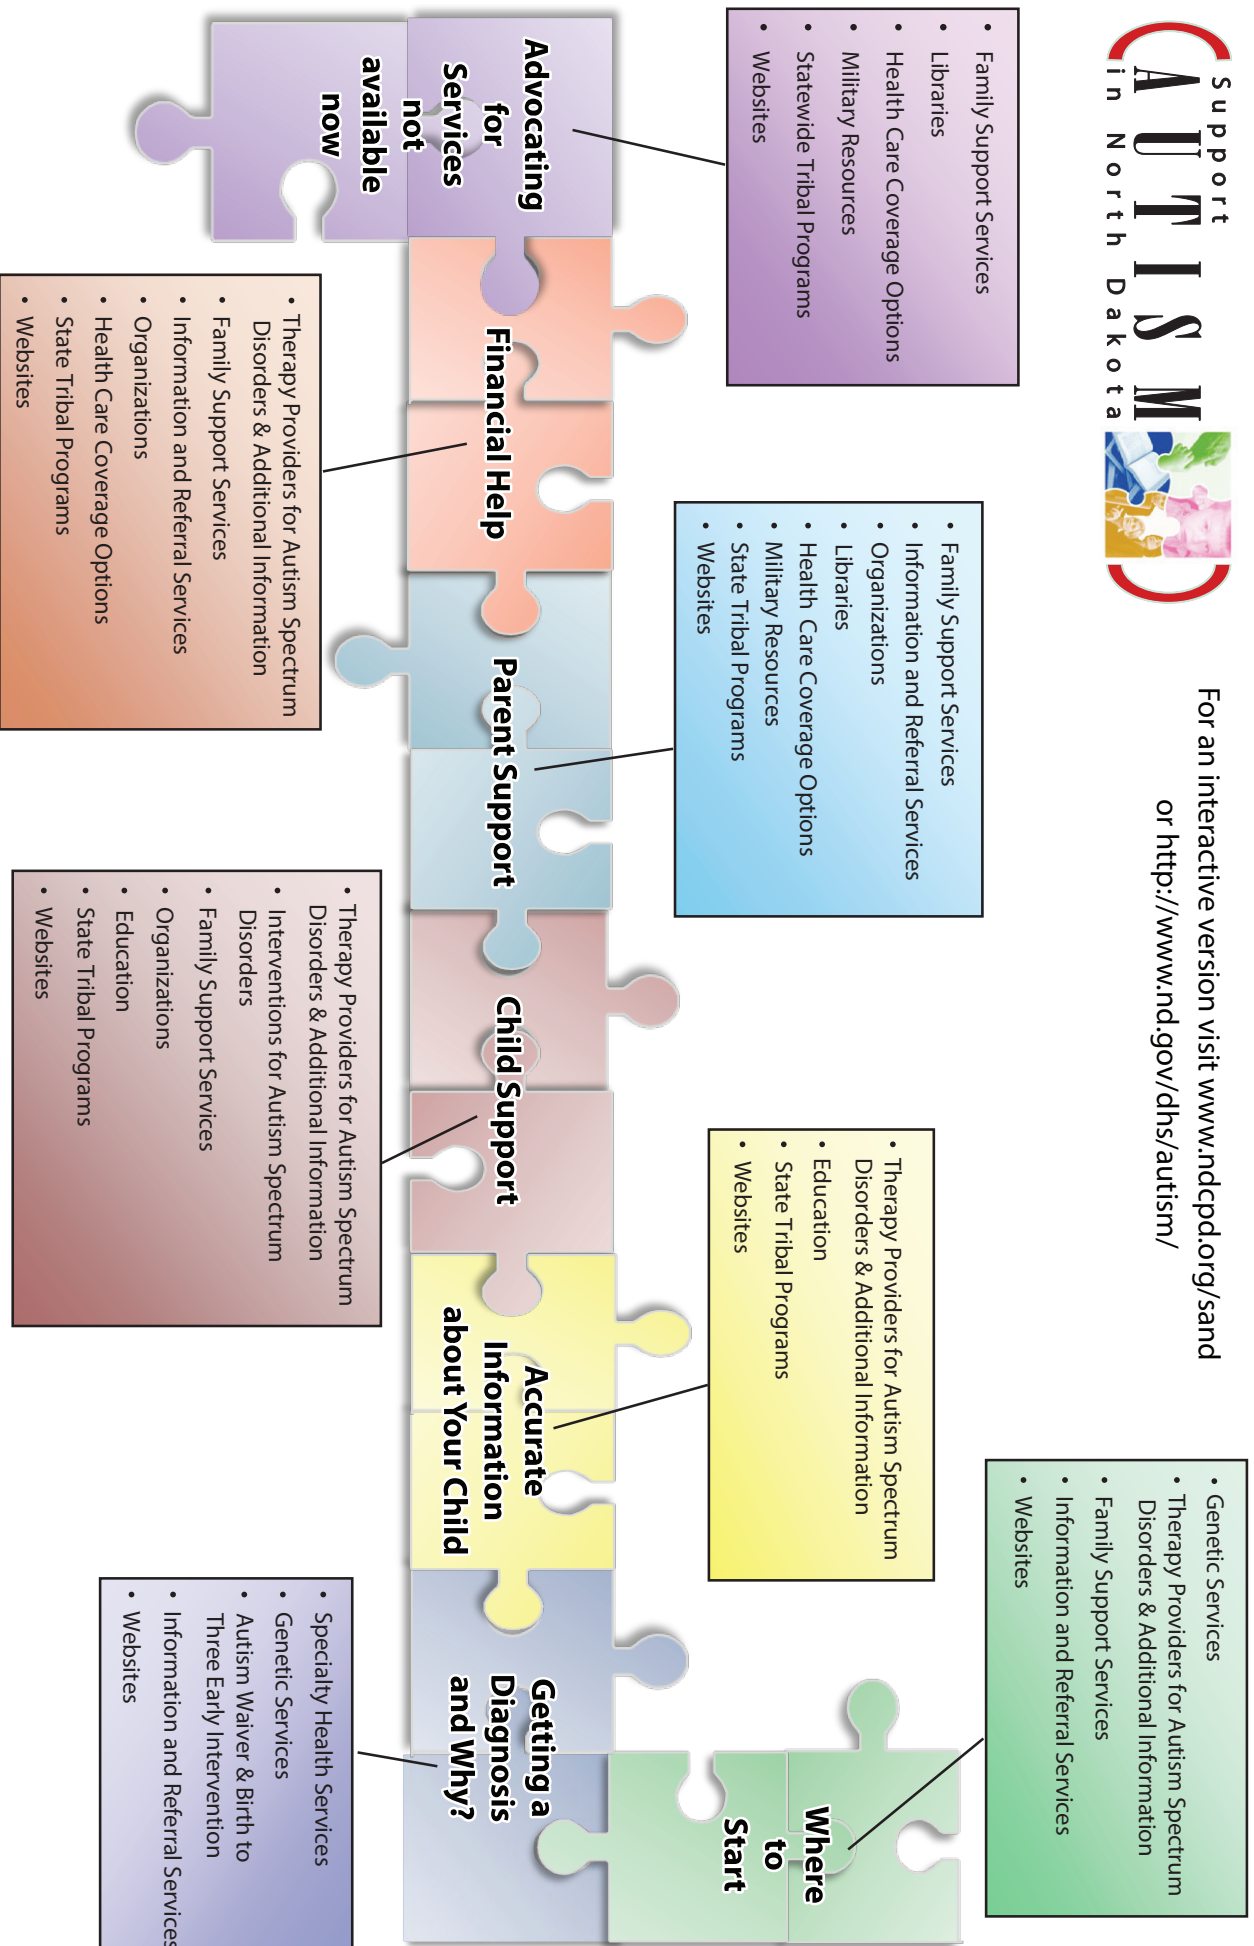 Support
AUTISM
in North Dakota
For an interactive version visit www.ndcpd.org/sand
or http://www.nd.gov/dhs/autism/
• Family Support Services
• Libraries
• Health Care Coverage Options
• Military Resources
• Statewide Tribal Programs
• Websites
Advocating
for
Services
not
available
now
• Therapy Providers for Autism Spectrum
Disorders & Additional Information
• Family Support Services
• Information and Referral Services
• Organizations
• Health Care Coverage Options
• State Tribal Programs
• Websites
Financial Help
• Family Support Services
• Information and Referral Services
• Organizations
• Libraries
• Health Care Coverage Options
• Military Resources
• State Tribal Programs
• Websites
Parent Support
• Therapy Providers for Autism Spectrum
Disorders & Additional Information
• Interventions for Autism Spectrum
Disorders
• Family Support Services
• Organizations
• Education
• State Tribal Programs
• Websites
Child Support
• Therapy Providers for Autism Spectrum
Disorders & Additional Information
• Education
• State Tribal Programs
• Websites
Accurate
Information
about Your Child
• Specialty Health Services
• Genetic Services
• Autism Waiver & Birth to
Three Early Intervention
• Information and Referral Services
• Websites
Getting a
Diagnosis
and Why?
• Genetic Services
• Therapy Providers for Autism Spectrum
Disorders & Additional Information
• Family Support Services
• Information and Referral Services
• Websites
Where
to
Start